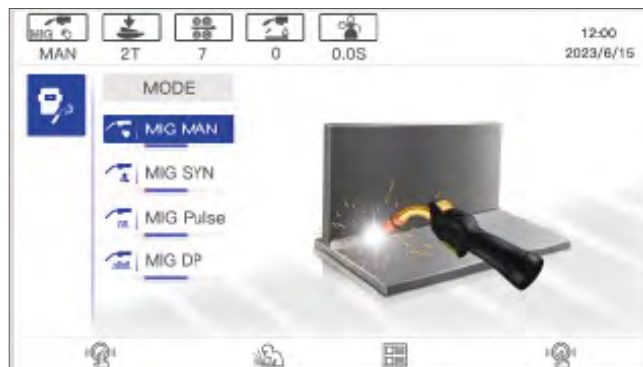 MIG
MAN
2T
7
0
0.0S
12:00
2023/6/15
MODE
MIG MAN
MIG SYN
MIG Pulse
MIG DP